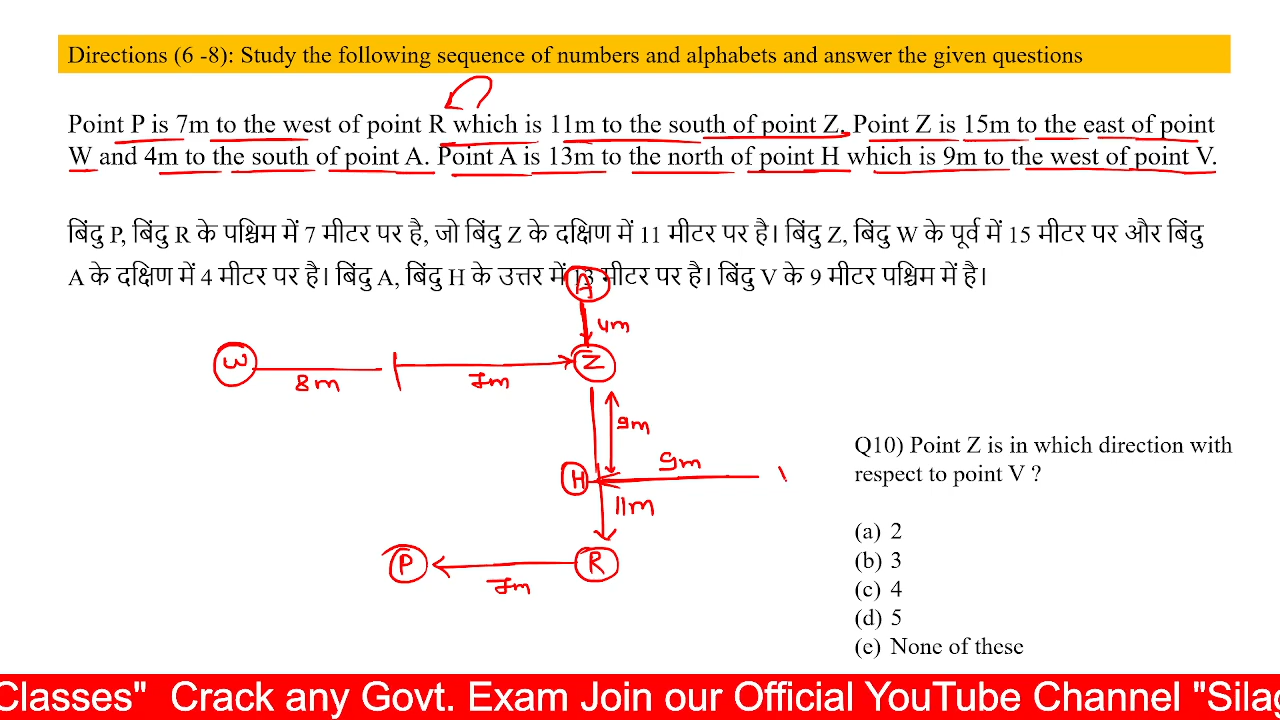 Directions (6 -8): Study the following sequence of numbers and alphabets and answer the given questions
Point P is 7m to the west of point R which is 11m to the south of point Z. Point Z is 15m to the east of point
W and 4m to the south of point A. Point A is 13m to the north of point H which is 9m to the west of point V.
बिंदु P, बिंदु R के पश्चिम में 7 मीटर पर है, जो बिंदु Z के दक्षिण में 11 मीटर पर है। बिंदु Z, बिंदु W के पूर्व में 15 मीटर पर और बिंदु
A के दक्षिण में 4 मीटर पर है। बिंदु A, बिंदु H के उत्तर में 13 मीटर पर है। बिंदु V के 9 मीटर पश्चिम में है।
A
4m
W
Z
8m
7m
9m
Q10) Point Z is in which direction with
respect to point V ?
9m
H
11m
(a) 2
(b) 3
P
R
7m
(c) 4
(d) 5
(e) None of these
Classes" Crack any Govt. Exam Join our Official YouTube Channel "Silag